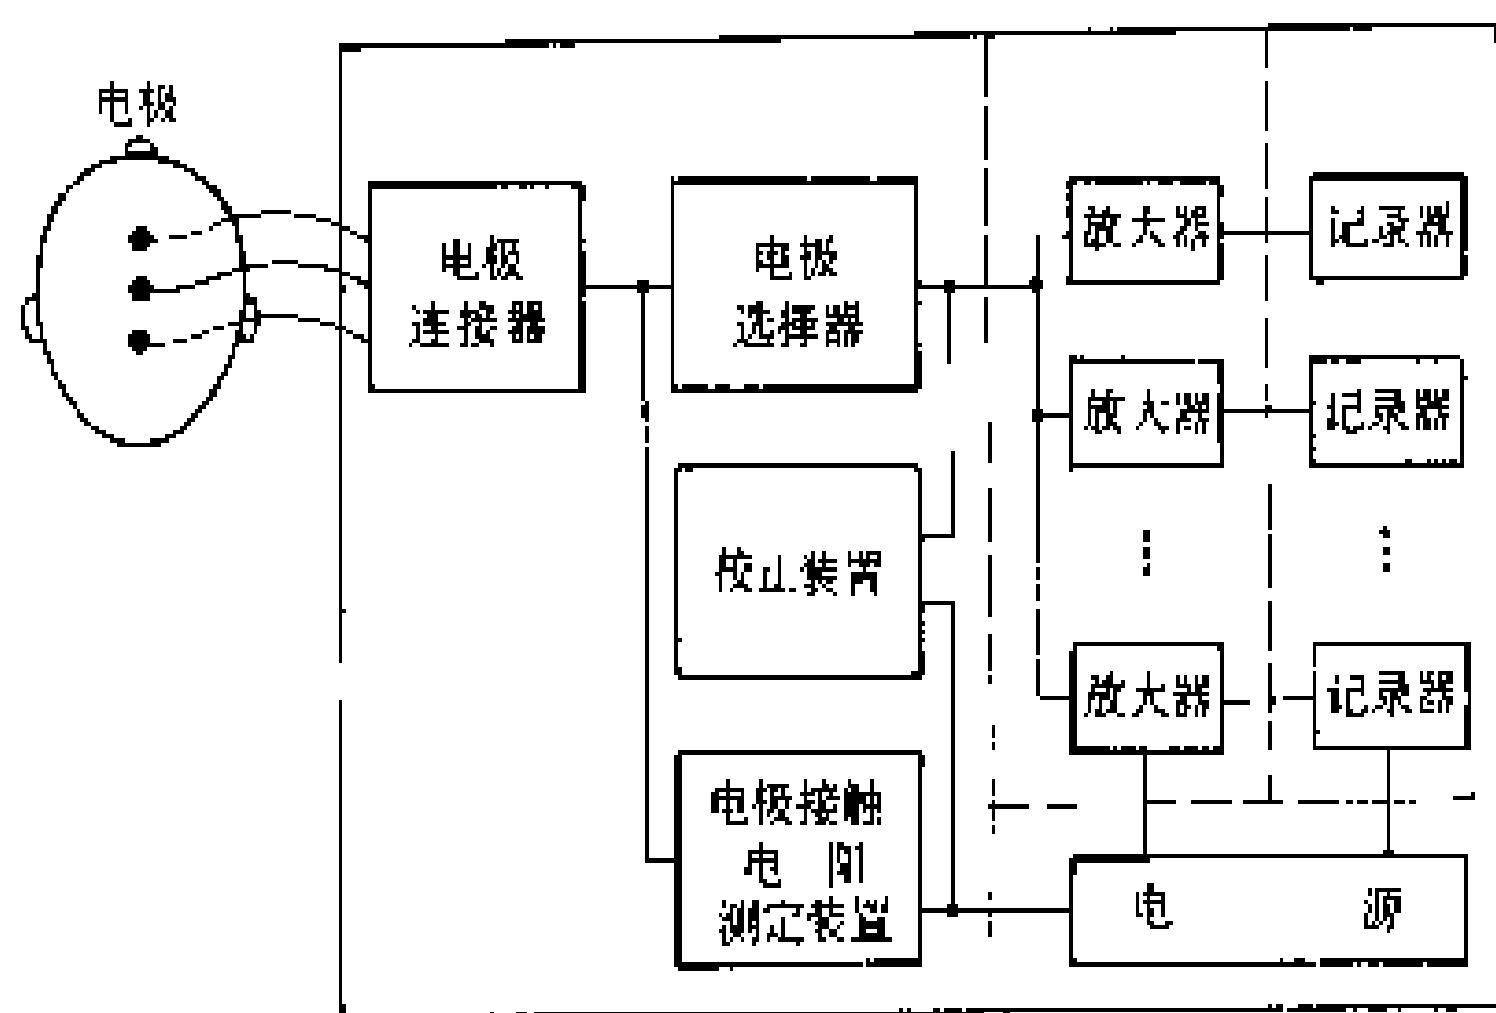 电极
电极
连接器
电极
选择器
放大器
记录器
放大器
记录器
校正装置
放大器
记录器
电极接触
电 阻
测定装置
电 源